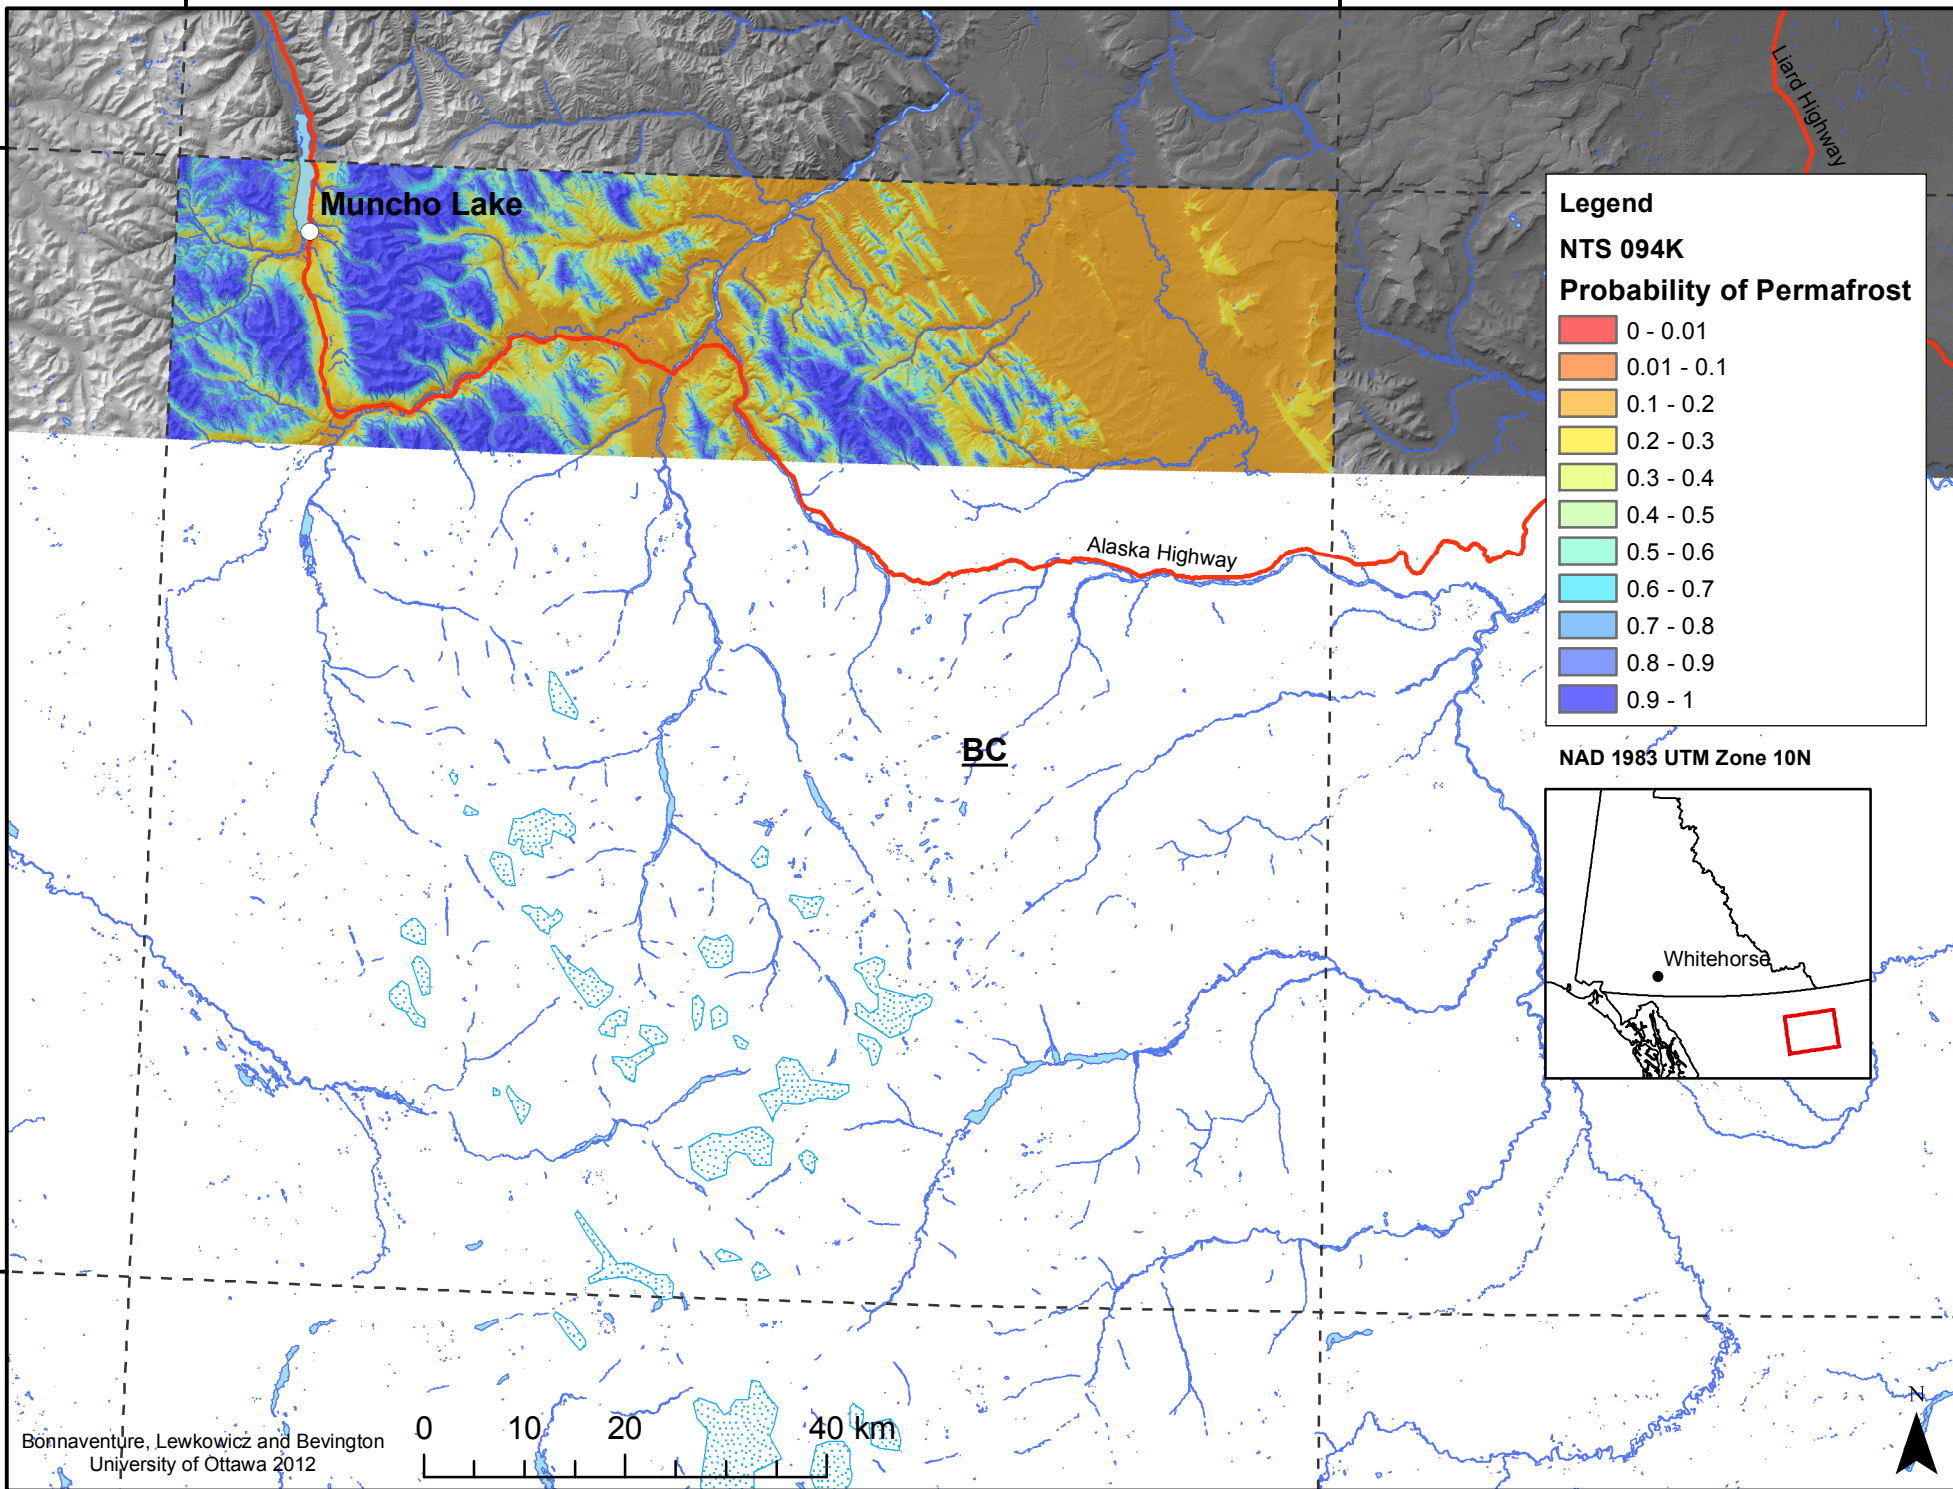 Liard Highway
Muncho Lake
Legend
NTS 094K
Probability of Permafrost
0 - 0.01
0.01 - 0.1
0.1 - 0.2
0.2 - 0.3
0.3 - 0.4
0.4 - 0.5
0.5 - 0.6
0.6 - 0.7
0.7 - 0.8
0.8 - 0.9
0.9 - 1
Alaska Highway
BC
NAD 1983 UTM Zone 10N
Whitehorse
N
0 10 20 40 km
Bonnaventure, Lewkowicz and Bevington
University of Ottawa 2012